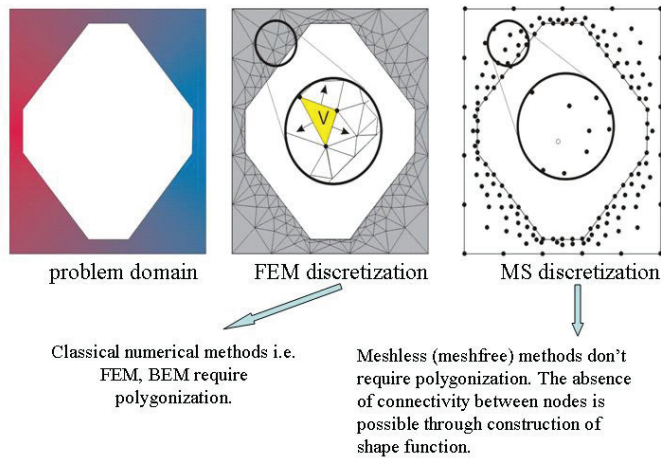 V
problem domain
FEM discretization
MS discretization
Classical numerical methods i.e.
FEM, BEM require
polygonization.
Meshless (meshfree) methods don't
require polygonization. The absence
of connectivity between nodes is
possible through construction of
shape function.